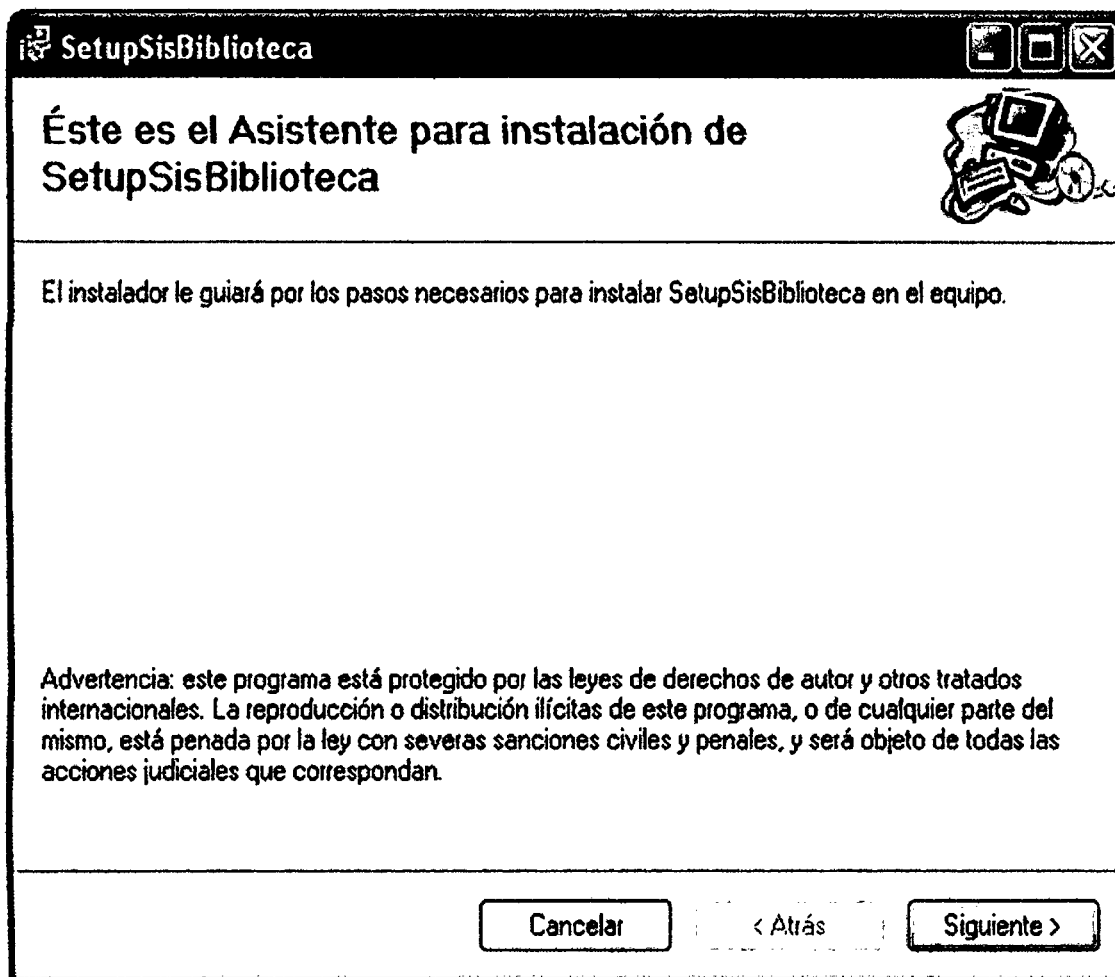 SetupSisBiblioteca
Éste es el Asistente para instalación de
SetupSisBiblioteca
El instalador le guiará por los pasos necesarios para instalar SetupSisBiblioteca en el equipo.
Advertencia: este programa está protegido por las leyes de derechos de autor y otros tratados
internacionales. La reproducción o distribución ilícitas de este programa, o de cualquier parte del
mismo, está penada por la ley con severas sanciones civiles y penales, y será objeto de todas las
acciones judiciales que correspondan.
Cancelar < Atrás Siguiente >